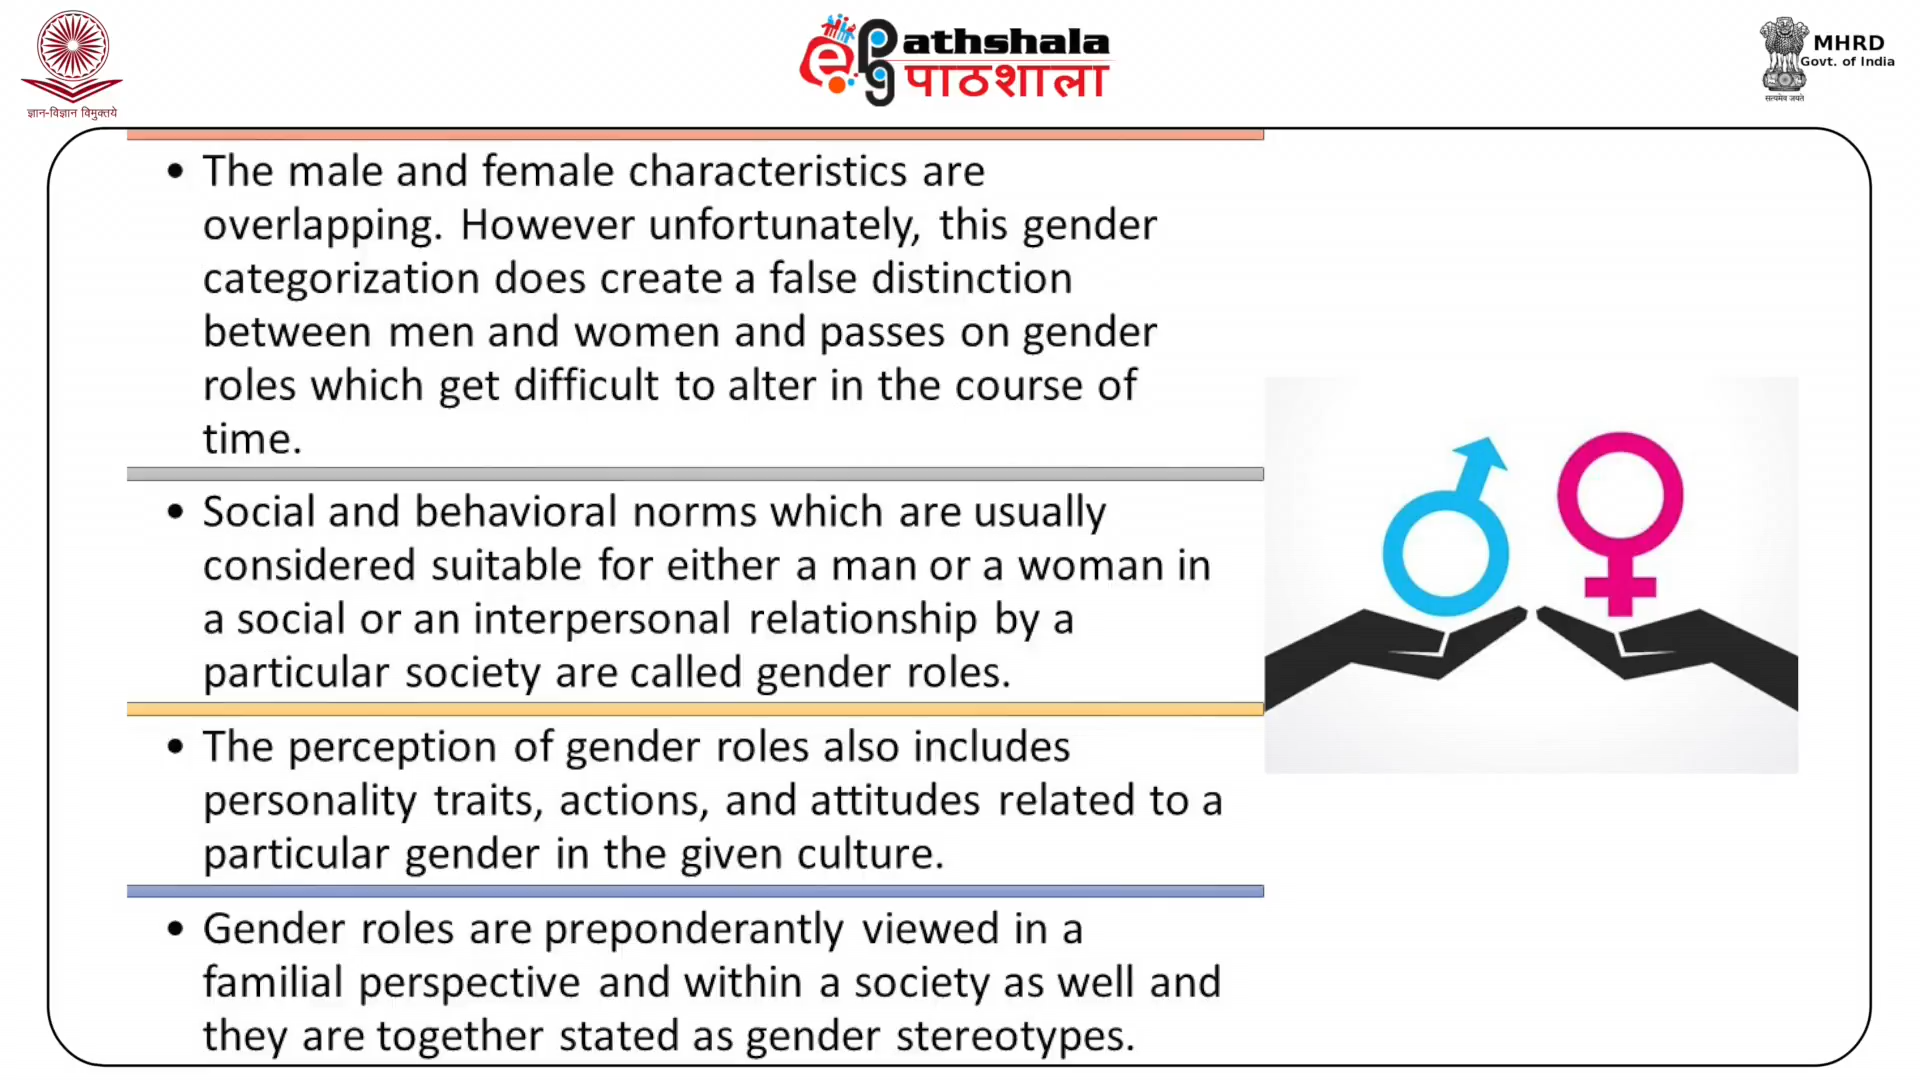 ज्ञान-विज्ञान विमुक्तये
ePG
athshala
पाठशाला
MHRD
Govt. of India
सत्यमेव जयते
• The male and female characteristics are
overlapping. However unfortunately, this gender
categorization does create a false distinction
between men and women and passes on gender
roles which get difficult to alter in the course of
time.
• Social and behavioral norms which are usually
considered suitable for either a man or a woman in
a social or an interpersonal relationship by a
particular society are called gender roles.
• The perception of gender roles also includes
personality traits, actions, and attitudes related to a
particular gender in the given culture.
• Gender roles are preponderantly viewed in a
familial perspective and within a society as well and
they are together stated as gender stereotypes.